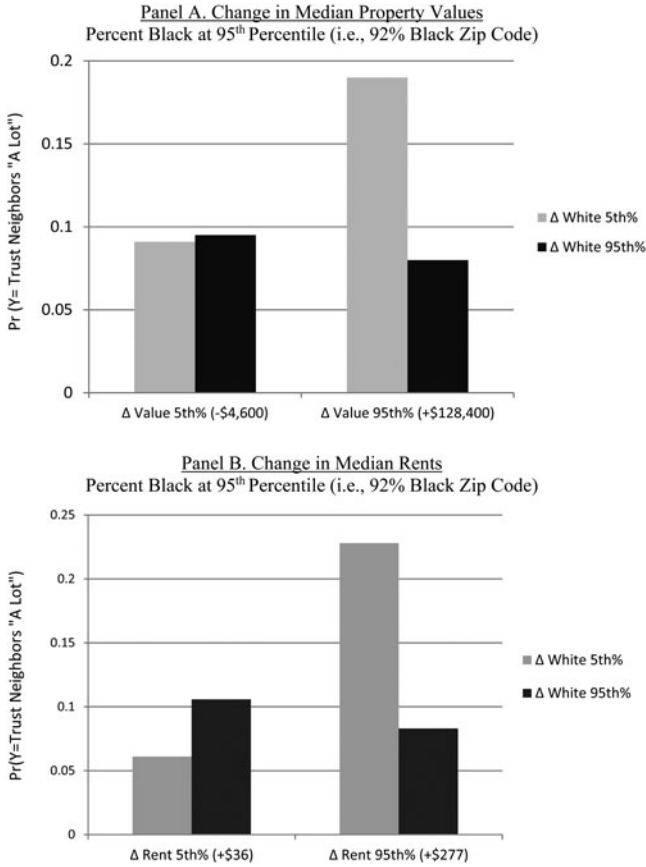 Panel A. Change in Median Property Values
Percent Black at 95th Percentile (i.e., 92% Black Zip Code)
Pr (Y= Trust Neighbors "A Lot")
0.2
0.15
0.1
0.05
0
Δ White 5th%
Δ White 95th%
Δ Value 5th% (-$4,600)
Δ Value 95th% (+$128,400)
Panel B. Change in Median Rents
Percent Black at 95th Percentile (i.e., 92% Black Zip Code)
Pr(Y=Trust Neighbors "A Lot")
0.25
0.2
0.15
0.1
0.05
0
Δ White 5th%
Δ White 95th%
Δ Rent 5th% (+$36)
Δ Rent 95th% (+$277)